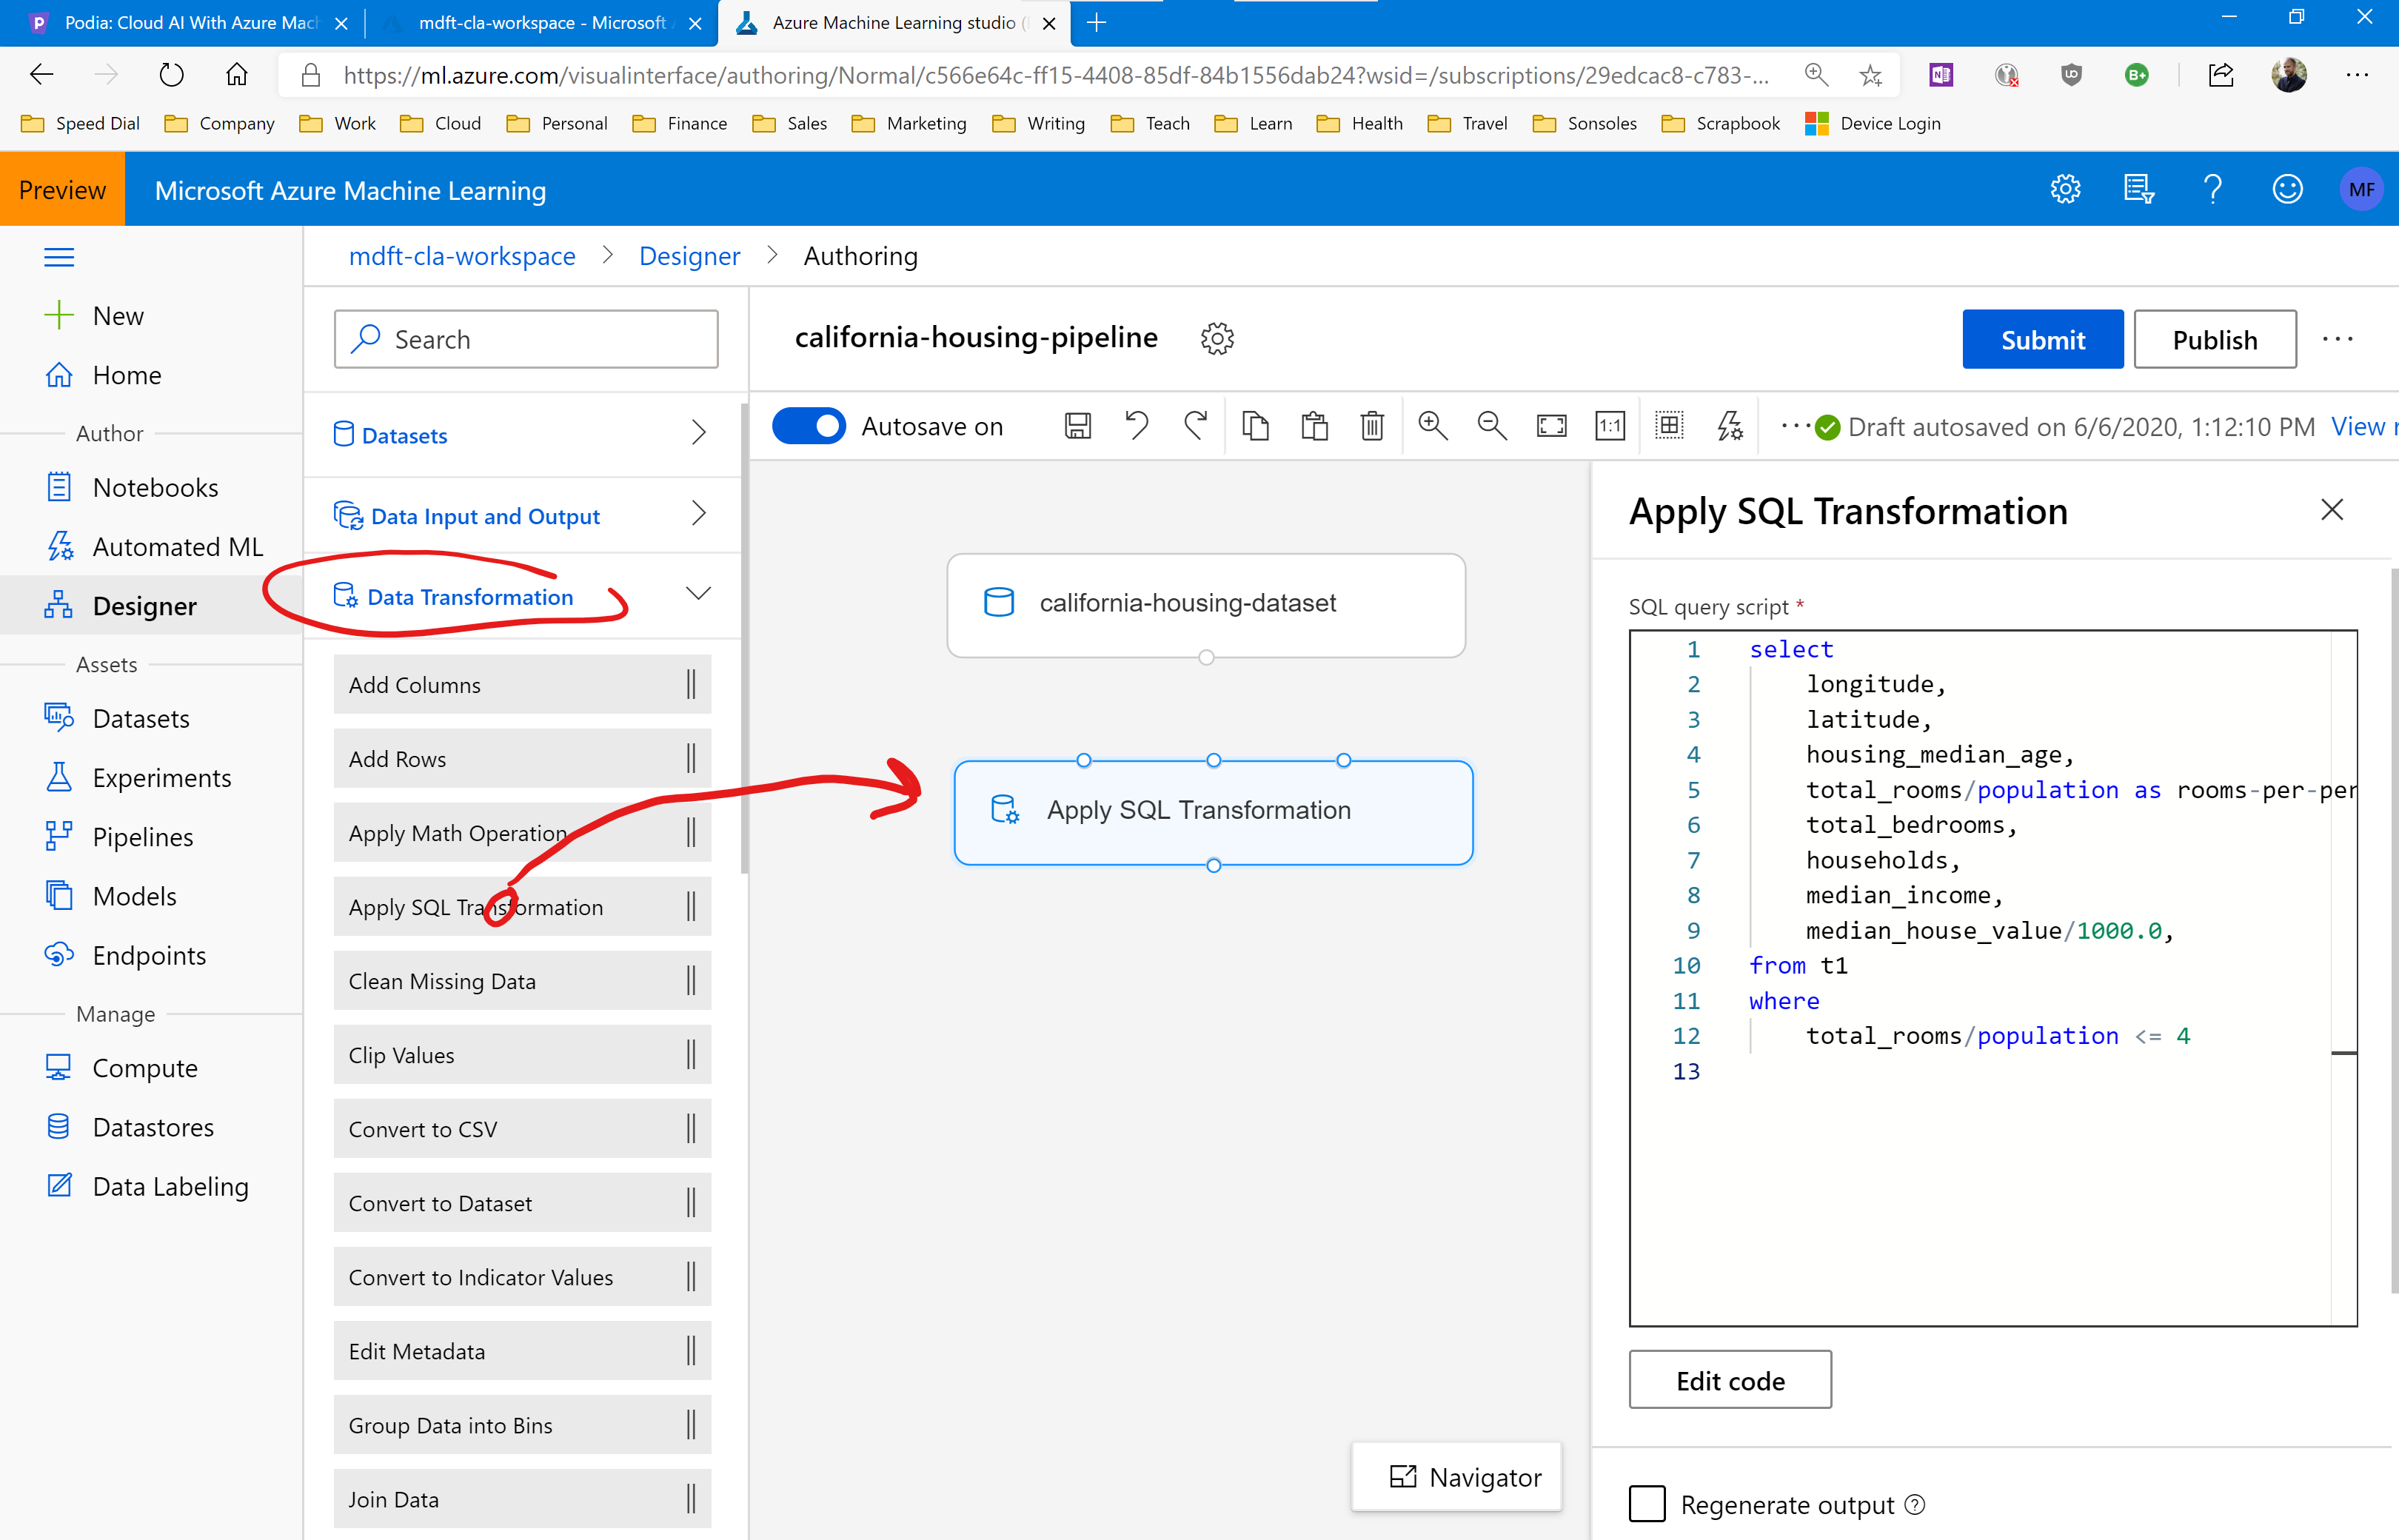 Podia: Cloud AI With Azure Mach
mdft-cla-workspace - Microsoft A
Azure Machine Learning studio (
https://ml.azure.com/visualinterface/authoring/Normal/c566e64c-ff15-4408-85df-84b1556dab24?wsid=/subscriptions/29edcac8-c783-...
Speed Dial Company Work Cloud Personal Finance Sales Marketing Writing Teach Learn Health Travel Sonsoles Scrapbook Device Login
Preview
Microsoft Azure Machine Learning
MF
New
Home
Author
Notebooks
Automated ML
Designer
Assets
Datasets
Experiments
Pipelines
Models
Endpoints
Manage
Compute
Datastores
Data Labeling
mdft-cla-workspace > Designer > Authoring
Search
Datasets
Data Input and Output
Data Transformation
Add Columns
Add Rows
Apply Math Operation
Apply SQL Transformation
Clean Missing Data
Clip Values
Convert to CSV
Convert to Dataset
Convert to Indicator Values
Edit Metadata
Group Data into Bins
Join Data
california-housing-pipeline
Submit
Publish
Autosave on
1:1
Draft autosaved on 6/6/2020, 1:12:10 PM View r
california-housing-dataset
Apply SQL Transformation
Navigator
Apply SQL Transformation
SQL query script *
1 select
2 longitude,
3 latitude,
4 housing_median_age,
5 total_rooms/population as rooms-per-per
6 total_bedrooms,
7 households,
8 median_income,
9 median_house_value/1000.0,
10 from t1
11 where
12 total_rooms/population <= 4
13
Edit code
Regenerate output